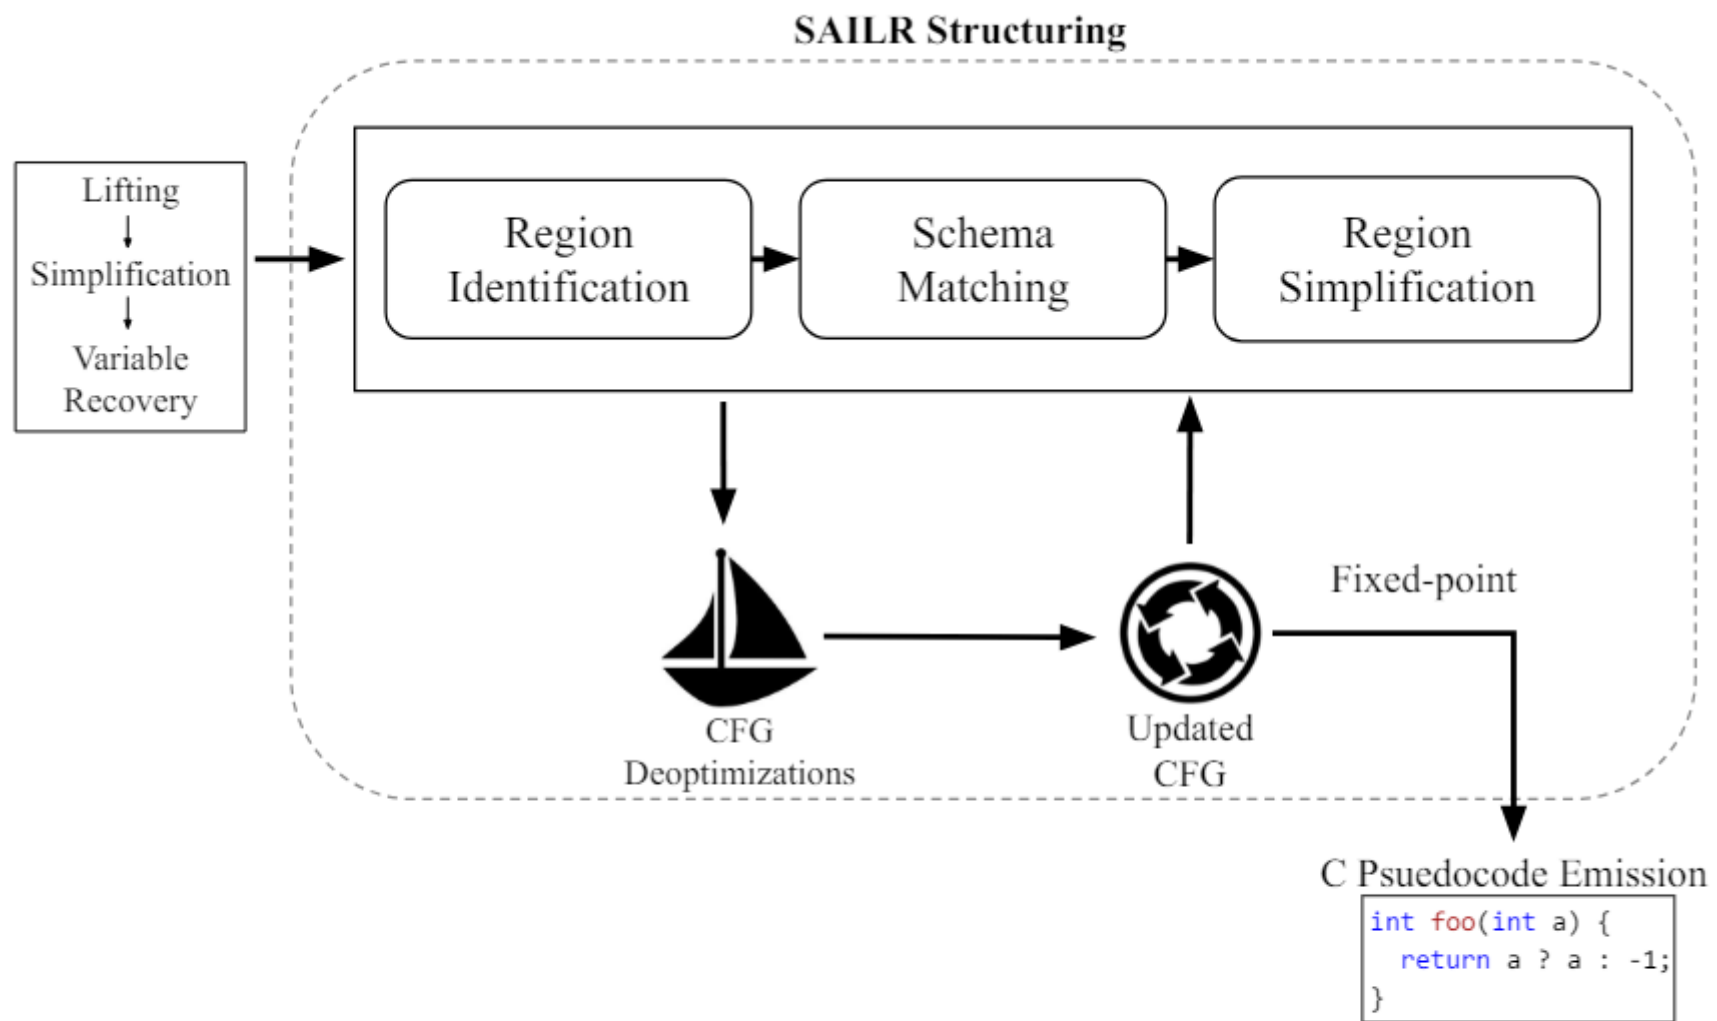 SAILR Structuring
Lifting
Simplification
Variable
Recovery
Region
Identification
Schema
Matching
Region
Simplification
CFG
Deoptimizations
Updated
CFG
Fixed-point
C Psuedocode Emission
int foo(int a) {
  return a ? a : -1;
}